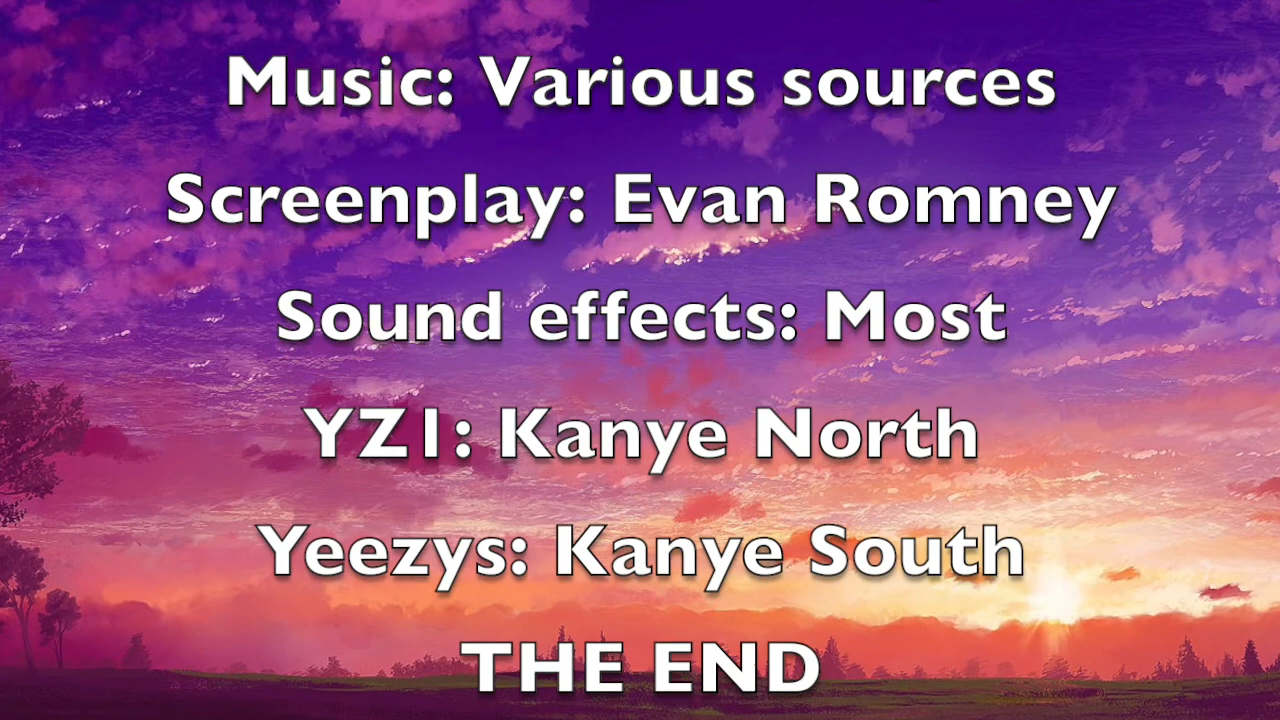 Music: Various sources
Screenplay: Evan Romney
Sound effects: Most
YZ1: Kanye North
Yeezys: Kanye South
THE END